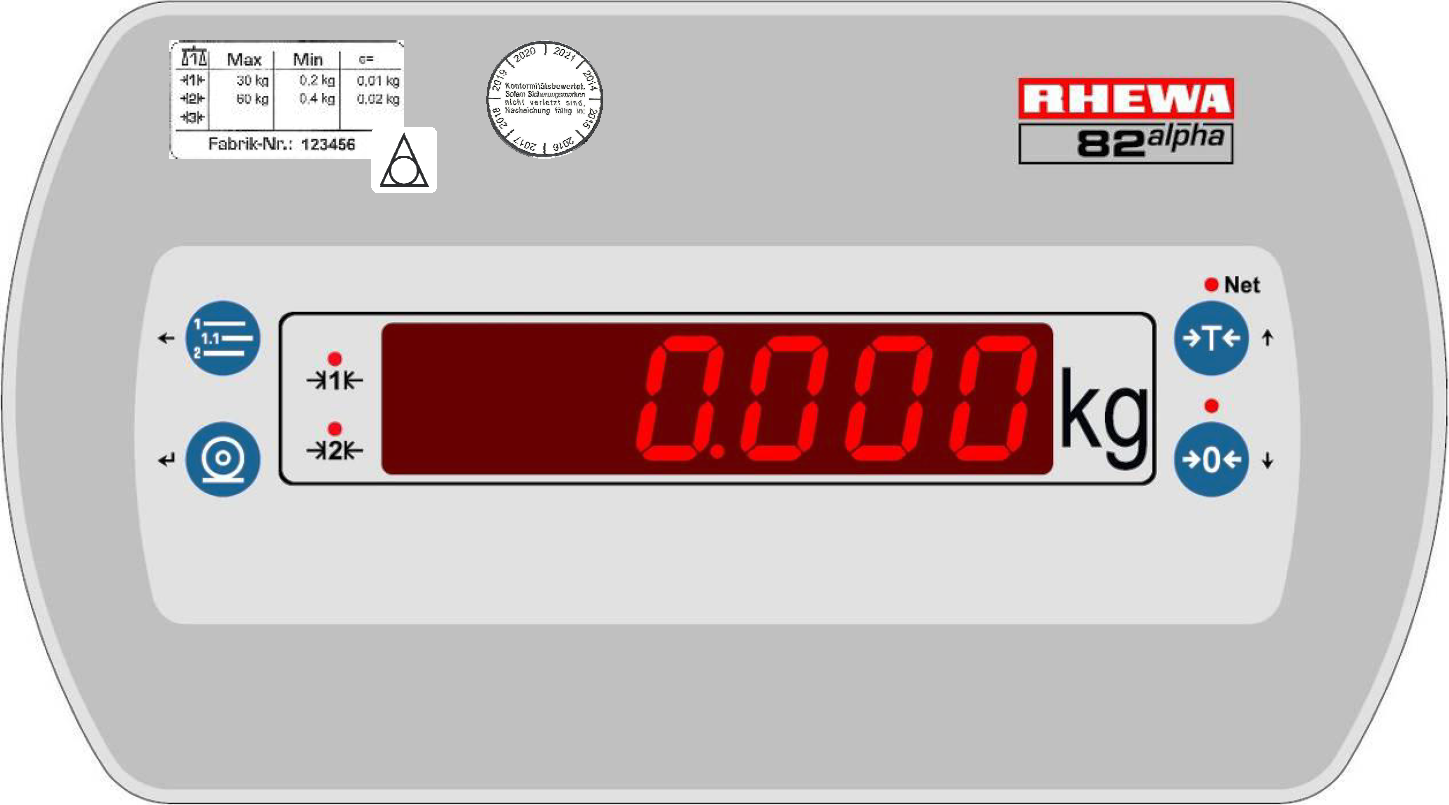 Max Min e=
1 30 kg 0,2 kg 0,01 kg
2 60 kg 0,4 kg 0,02 kg
3
Fabrik-Nr.: 123456
2014 2015 2016 2017 2018 2019 2020 2021
Konformitätsbewertet.
Sofern Sicherungsmarken
nicht verletzt sind,
Nacheichung fällig in:
RHEWA
82 alpha
Net
1
1.1
2
→T←
→|1|←
0.000 kg
→|2|←
→0←